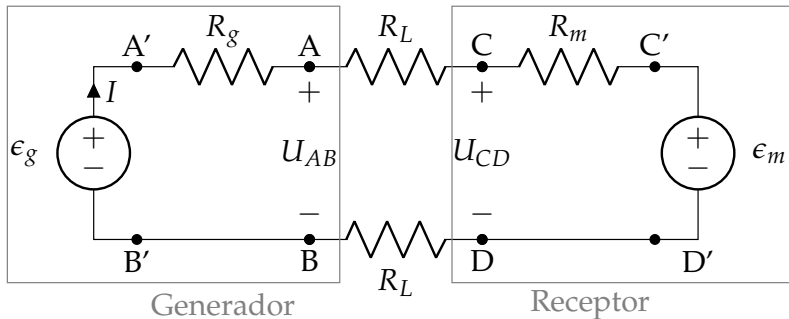 A′ R_g A R_L C R_m C′
+ +
I
ϵ_g + − U_AB U_CD + − ϵ_m
− −
B′ B R_L D D′
Generador Receptor